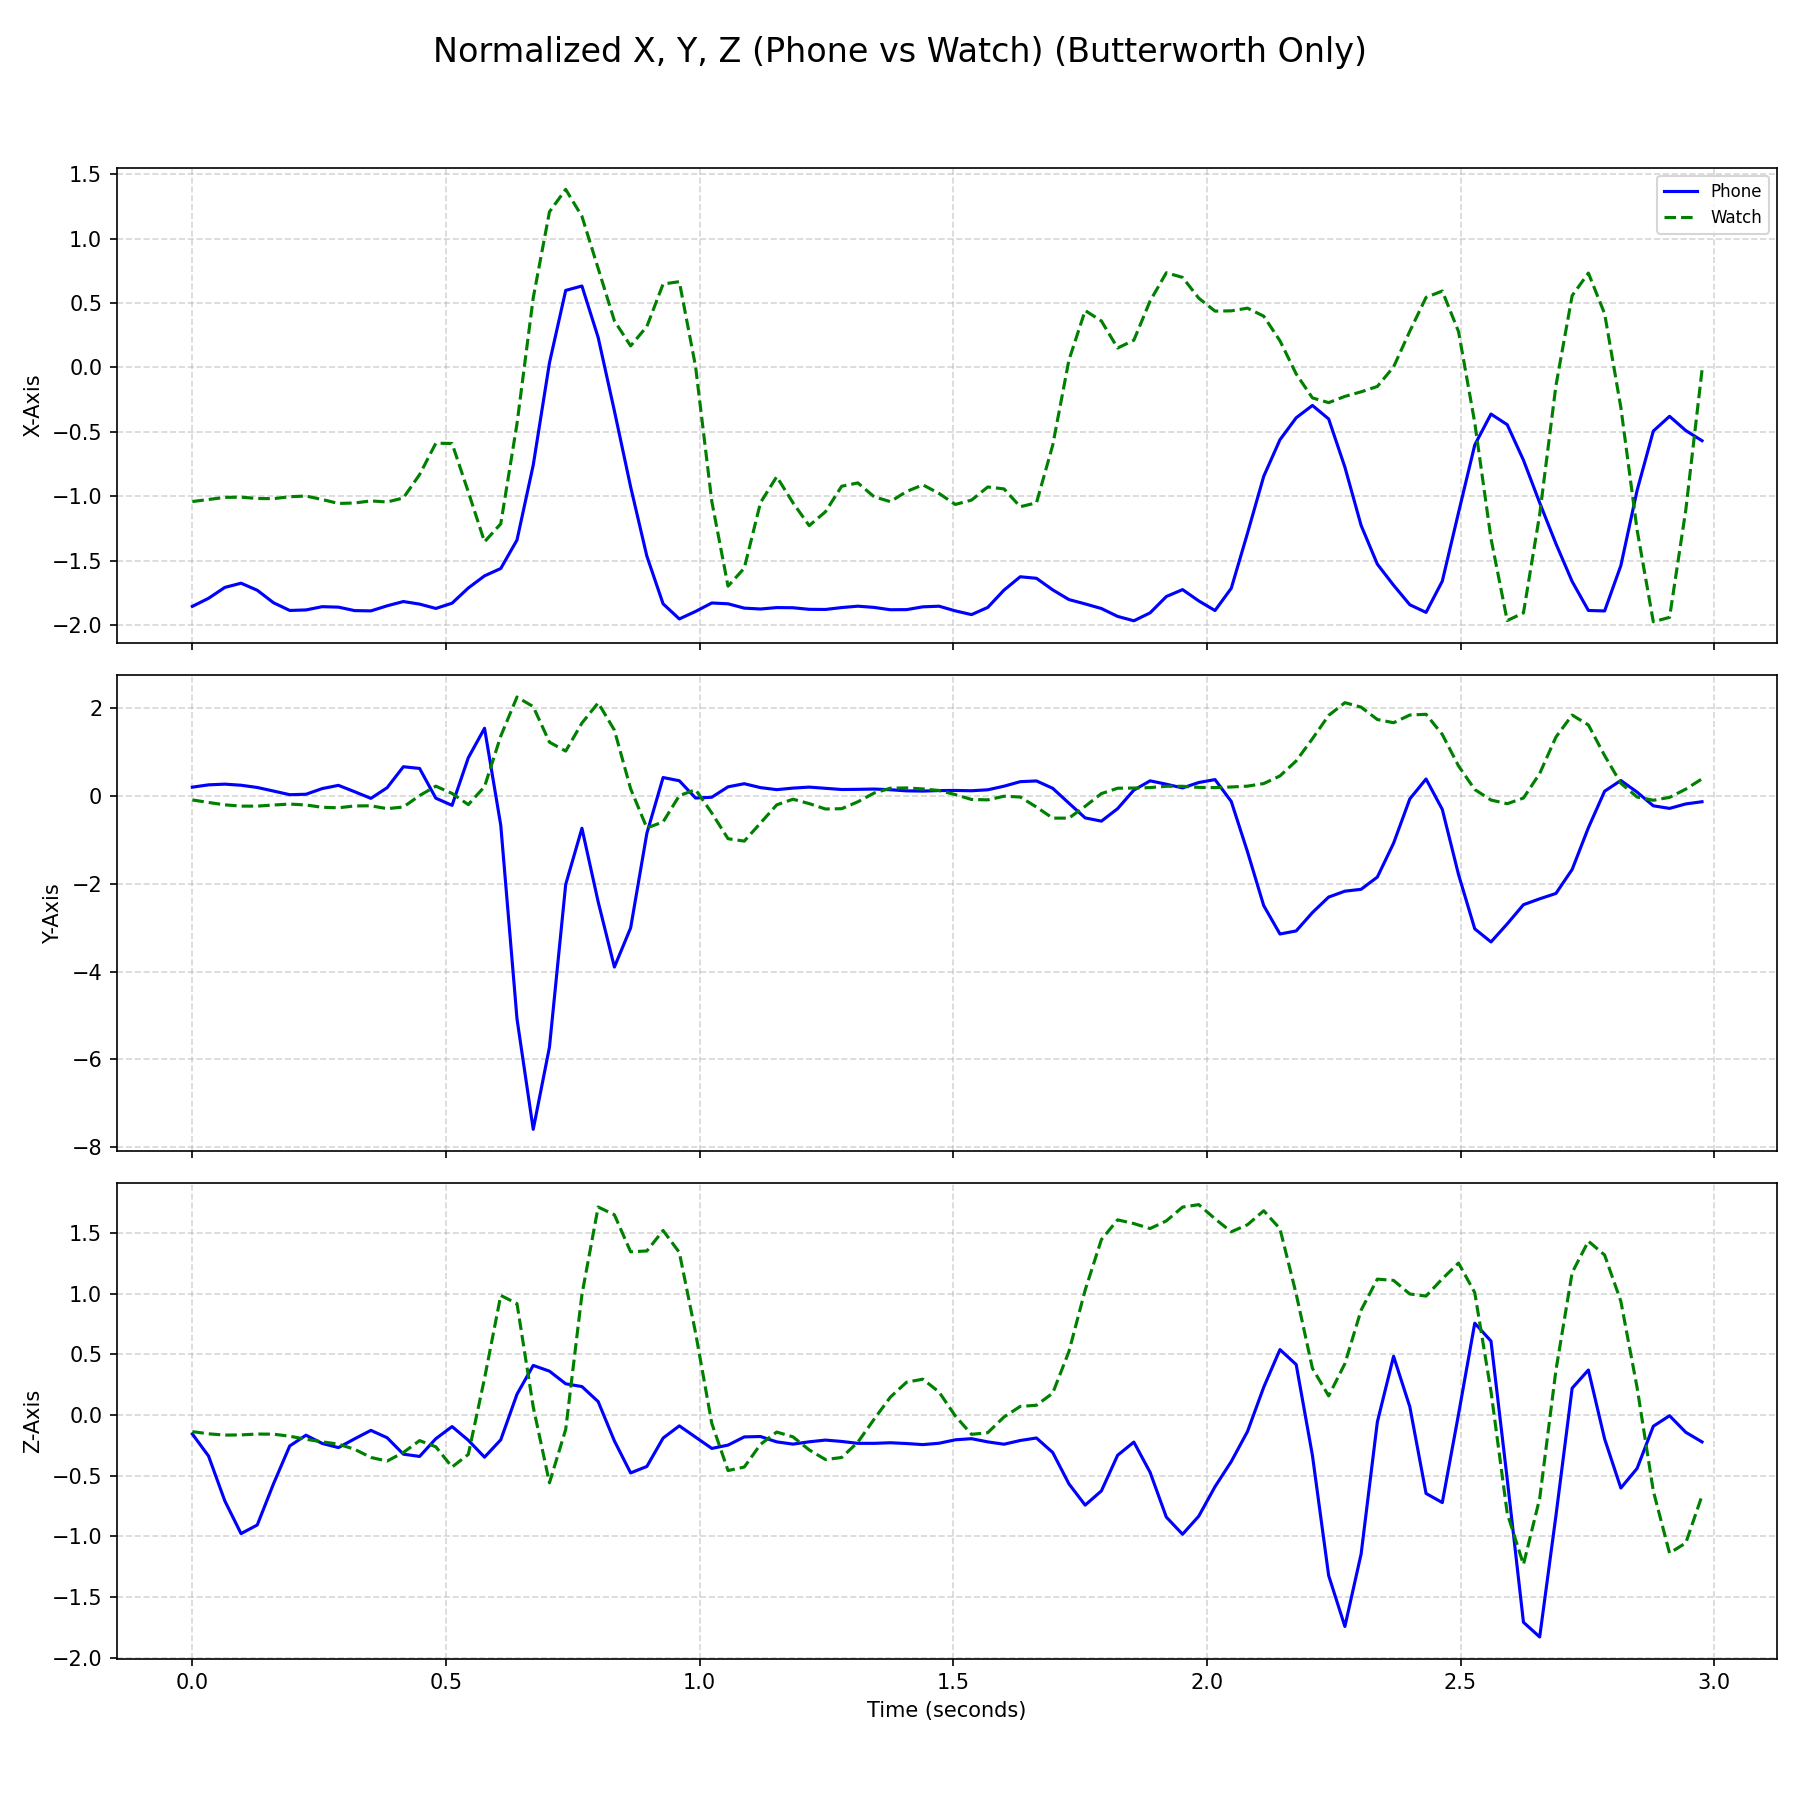 Normalized X, Y, Z (Phone vs Watch) (Butterworth Only)
1.5
1.0
0.5
0.0
−0.5
−1.0
−1.5
−2.0
X-Axis
Phone
Watch
2
0
−2
−4
−6
−8
Y-Axis
1.5
1.0
0.5
0.0
−0.5
−1.0
−1.5
−2.0
Z-Axis
0.0 0.5 1.0 1.5 2.0 2.5 3.0
Time (seconds)